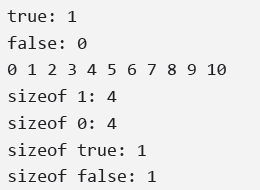 true: 1
false: 0
0 1 2 3 4 5 6 7 8 9 10
sizeof 1: 4
sizeof 0: 4
sizeof true: 1
sizeof false: 1